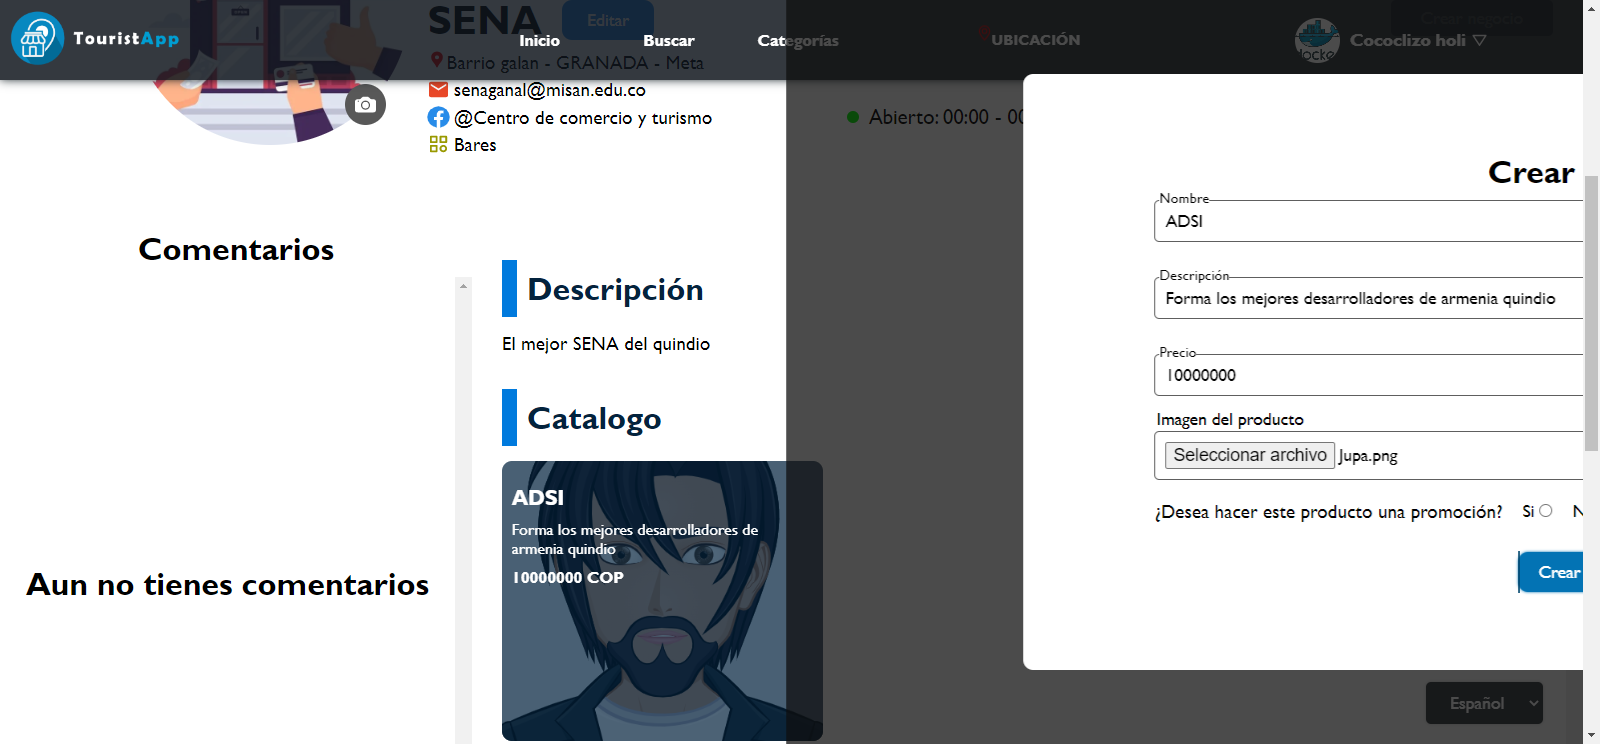 SENA
Editar
Crear negocio
TouristApp
Inicio
Buscar
Categorías
UBICACIÓN
Cococlizo holi
Barrio galan - GRANADA - Meta
senaganal@misan.edu.co
@Centro de comercio y turismo
Bares
Abierto: 00:00 - 00
Comentarios
Aun no tienes comentarios
Descripción
El mejor SENA del quindio
Catalogo
ADSI
Forma los mejores desarrolladores de
armenia quindio
10000000 COP
Crear
Nombre
ADSI
Descripción
Forma los mejores desarrolladores de armenia quindio
Precio
10000000
Imagen del producto
Seleccionar archivo Jupa.png
¿Desea hacer este producto una promoción? Si N
Crear
Español